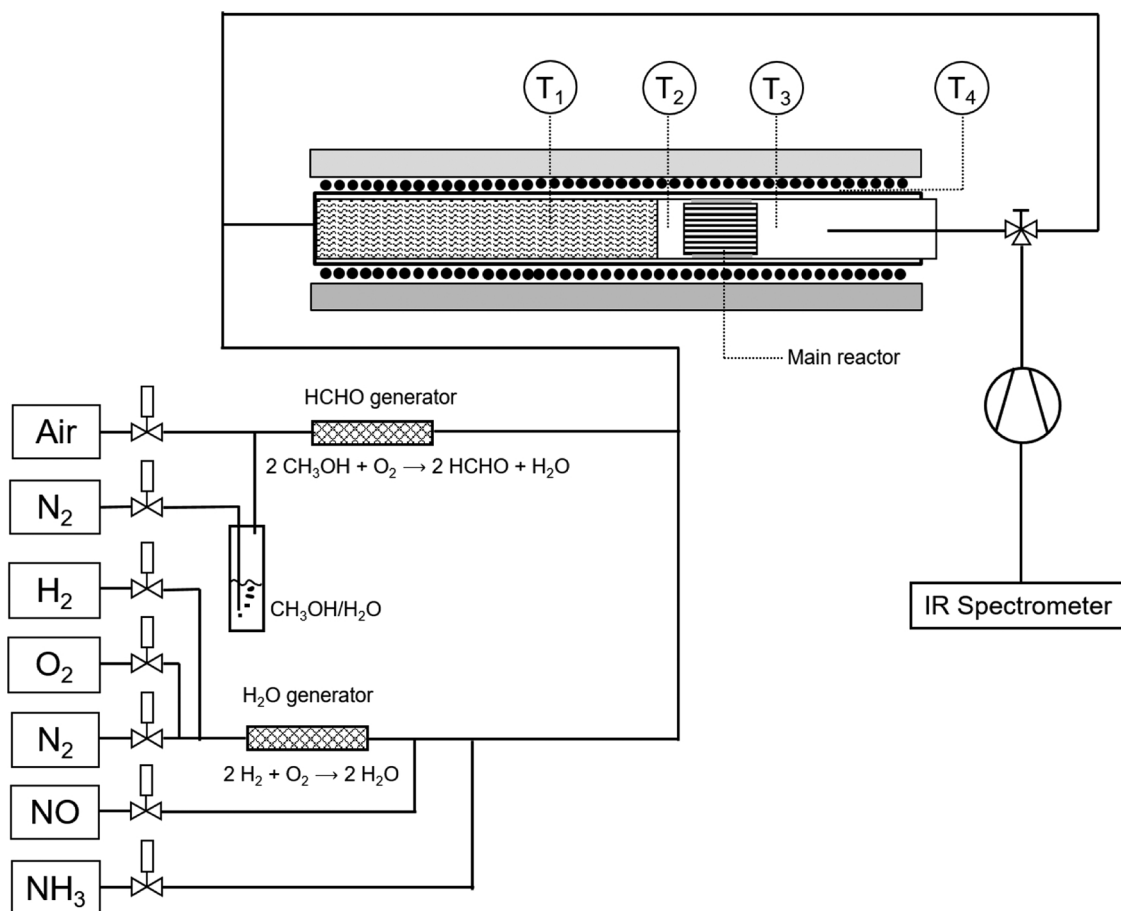 T₁
T₂
T₃
T₄
Main reactor
HCHO generator
Air
2 CH₃OH + O₂ → 2 HCHO + H₂O
N₂
H₂
CH₃OH/H₂O
IR Spectrometer
O₂
H₂O generator
N₂
2 H₂ + O₂ → 2 H₂O
NO
NH₃